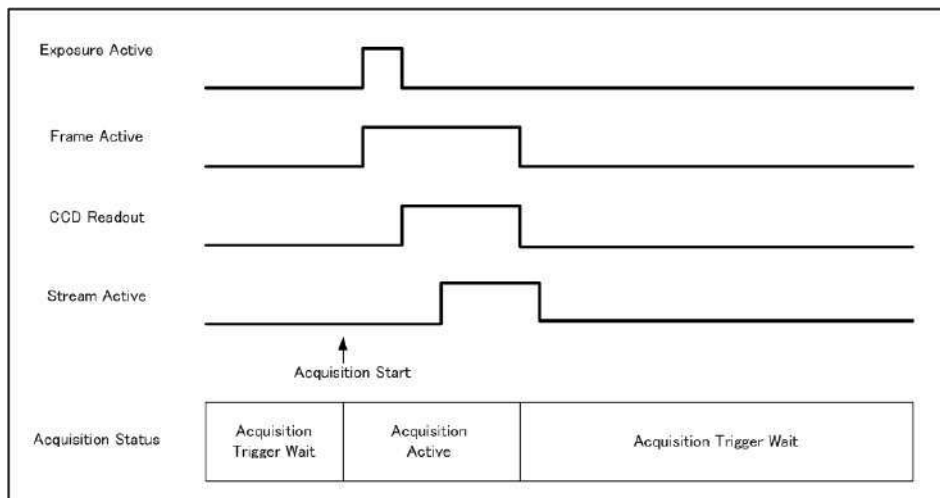 Exposure Active
Frame Active
CCD Readout
Stream Active
Acquisition Start
Acquisition Status
Acquisition
Trigger Wait
Acquisition
Active
Acquisition Trigger Wait